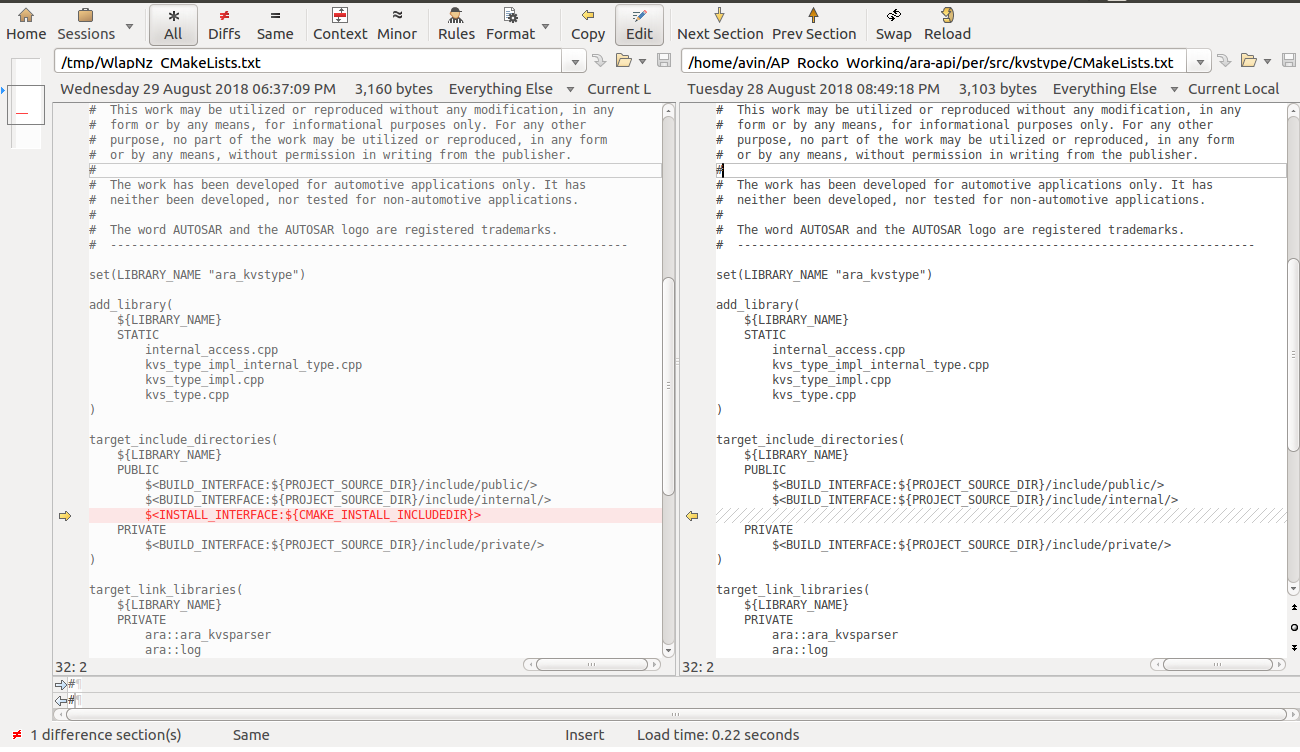 Home Sessions All Diffs Same Context Minor Rules Format Copy Edit Next Section Prev Section Swap Reload
/tmp/WlapNz_CMakeLists.txt
Wednesday 29 August 2018 06:37:09 PM 3,160 bytes Everything Else Current L
#  This work may be utilized or reproduced without any modification, in any
#  form or by any means, for informational purposes only. For any other
#  purpose, no part of the work may be utilized or reproduced, in any form
#  or by any means, without permission in writing from the publisher.
#
#  The work has been developed for automotive applications only. It has
#  neither been developed, nor tested for non-automotive applications.
#
#  The word AUTOSAR and the AUTOSAR logo are registered trademarks.
#  --------------------------------------------------------------------------
set(LIBRARY_NAME "ara_kvstype")
add_library(
    ${LIBRARY_NAME}
    STATIC
        internal_access.cpp
        kvs_type_impl_internal_type.cpp
        kvs_type_impl.cpp
        kvs_type.cpp
)
target_include_directories(
    ${LIBRARY_NAME}
    PUBLIC
        $<BUILD_INTERFACE:${PROJECT_SOURCE_DIR}/include/public/>
        $<BUILD_INTERFACE:${PROJECT_SOURCE_DIR}/include/internal/>
        $<INSTALL_INTERFACE:${CMAKE_INSTALL_INCLUDEDIR}>
    PRIVATE
        $<BUILD_INTERFACE:${PROJECT_SOURCE_DIR}/include/private/>
)
target_link_libraries(
    ${LIBRARY_NAME}
    PRIVATE
        ara::ara_kvsparser
        ara::log
32: 2
/home/avin/AP_Rocko_Working/ara-api/per/src/kvstype/CMakeLists.txt
Tuesday 28 August 2018 08:49:18 PM 3,103 bytes Everything Else Current Local
#  This work may be utilized or reproduced without any modification, in any
#  form or by any means, for informational purposes only. For any other
#  purpose, no part of the work may be utilized or reproduced, in any form
#  or by any means, without permission in writing from the publisher.
#
#  The work has been developed for automotive applications only. It has
#  neither been developed, nor tested for non-automotive applications.
#
#  The word AUTOSAR and the AUTOSAR logo are registered trademarks.
#  --------------------------------------------------------------------------
set(LIBRARY_NAME "ara_kvstype")
add_library(
    ${LIBRARY_NAME}
    STATIC
        internal_access.cpp
        kvs_type_impl_internal_type.cpp
        kvs_type_impl.cpp
        kvs_type.cpp
)
target_include_directories(
    ${LIBRARY_NAME}
    PUBLIC
        $<BUILD_INTERFACE:${PROJECT_SOURCE_DIR}/include/public/>
        $<BUILD_INTERFACE:${PROJECT_SOURCE_DIR}/include/internal/>
    PRIVATE
        $<BUILD_INTERFACE:${PROJECT_SOURCE_DIR}/include/private/>
)
target_link_libraries(
    ${LIBRARY_NAME}
    PRIVATE
        ara::ara_kvsparser
        ara::log
32: 2
#¶
#¶
1 difference section(s) Same Insert Load time: 0.22 seconds